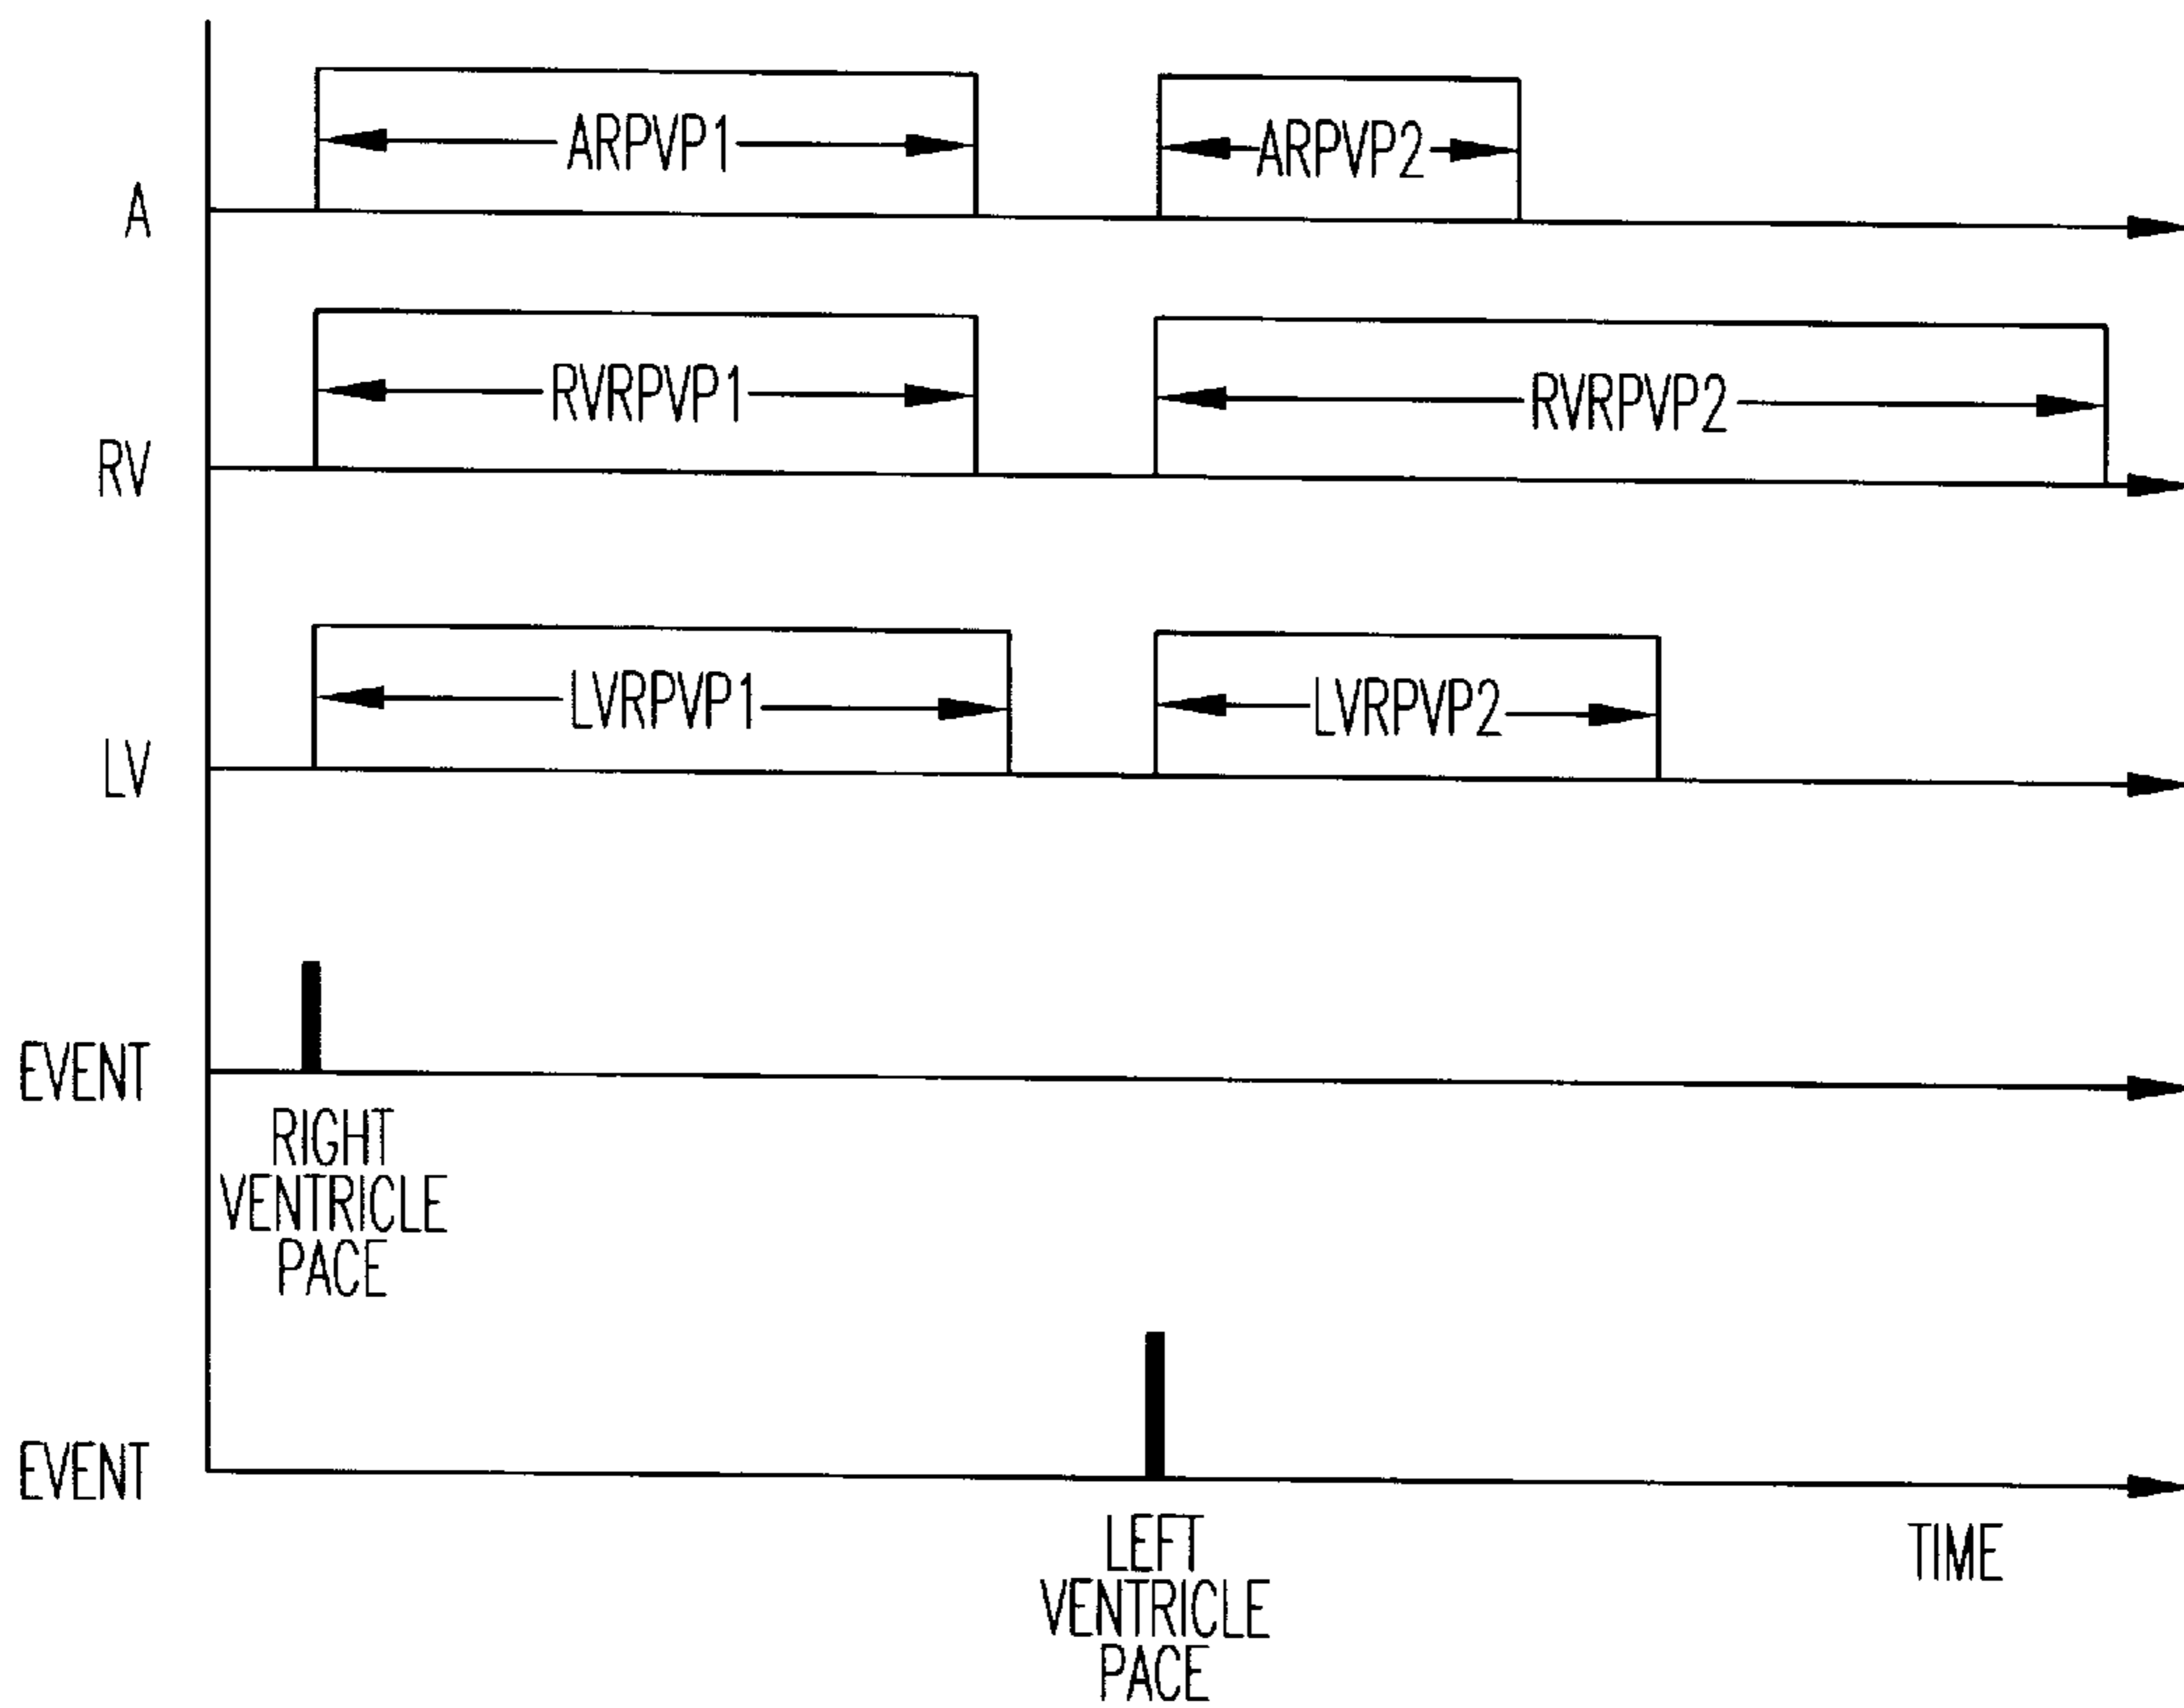 ARPVP1
ARPVP2
A
RVRPVP1
RVRPVP2
RV
LVRPVP1
LVRPVP2
LV
EVENT
RIGHT
VENTRICLE
PACE
EVENT
LEFT
VENTRICLE
PACE
TIME